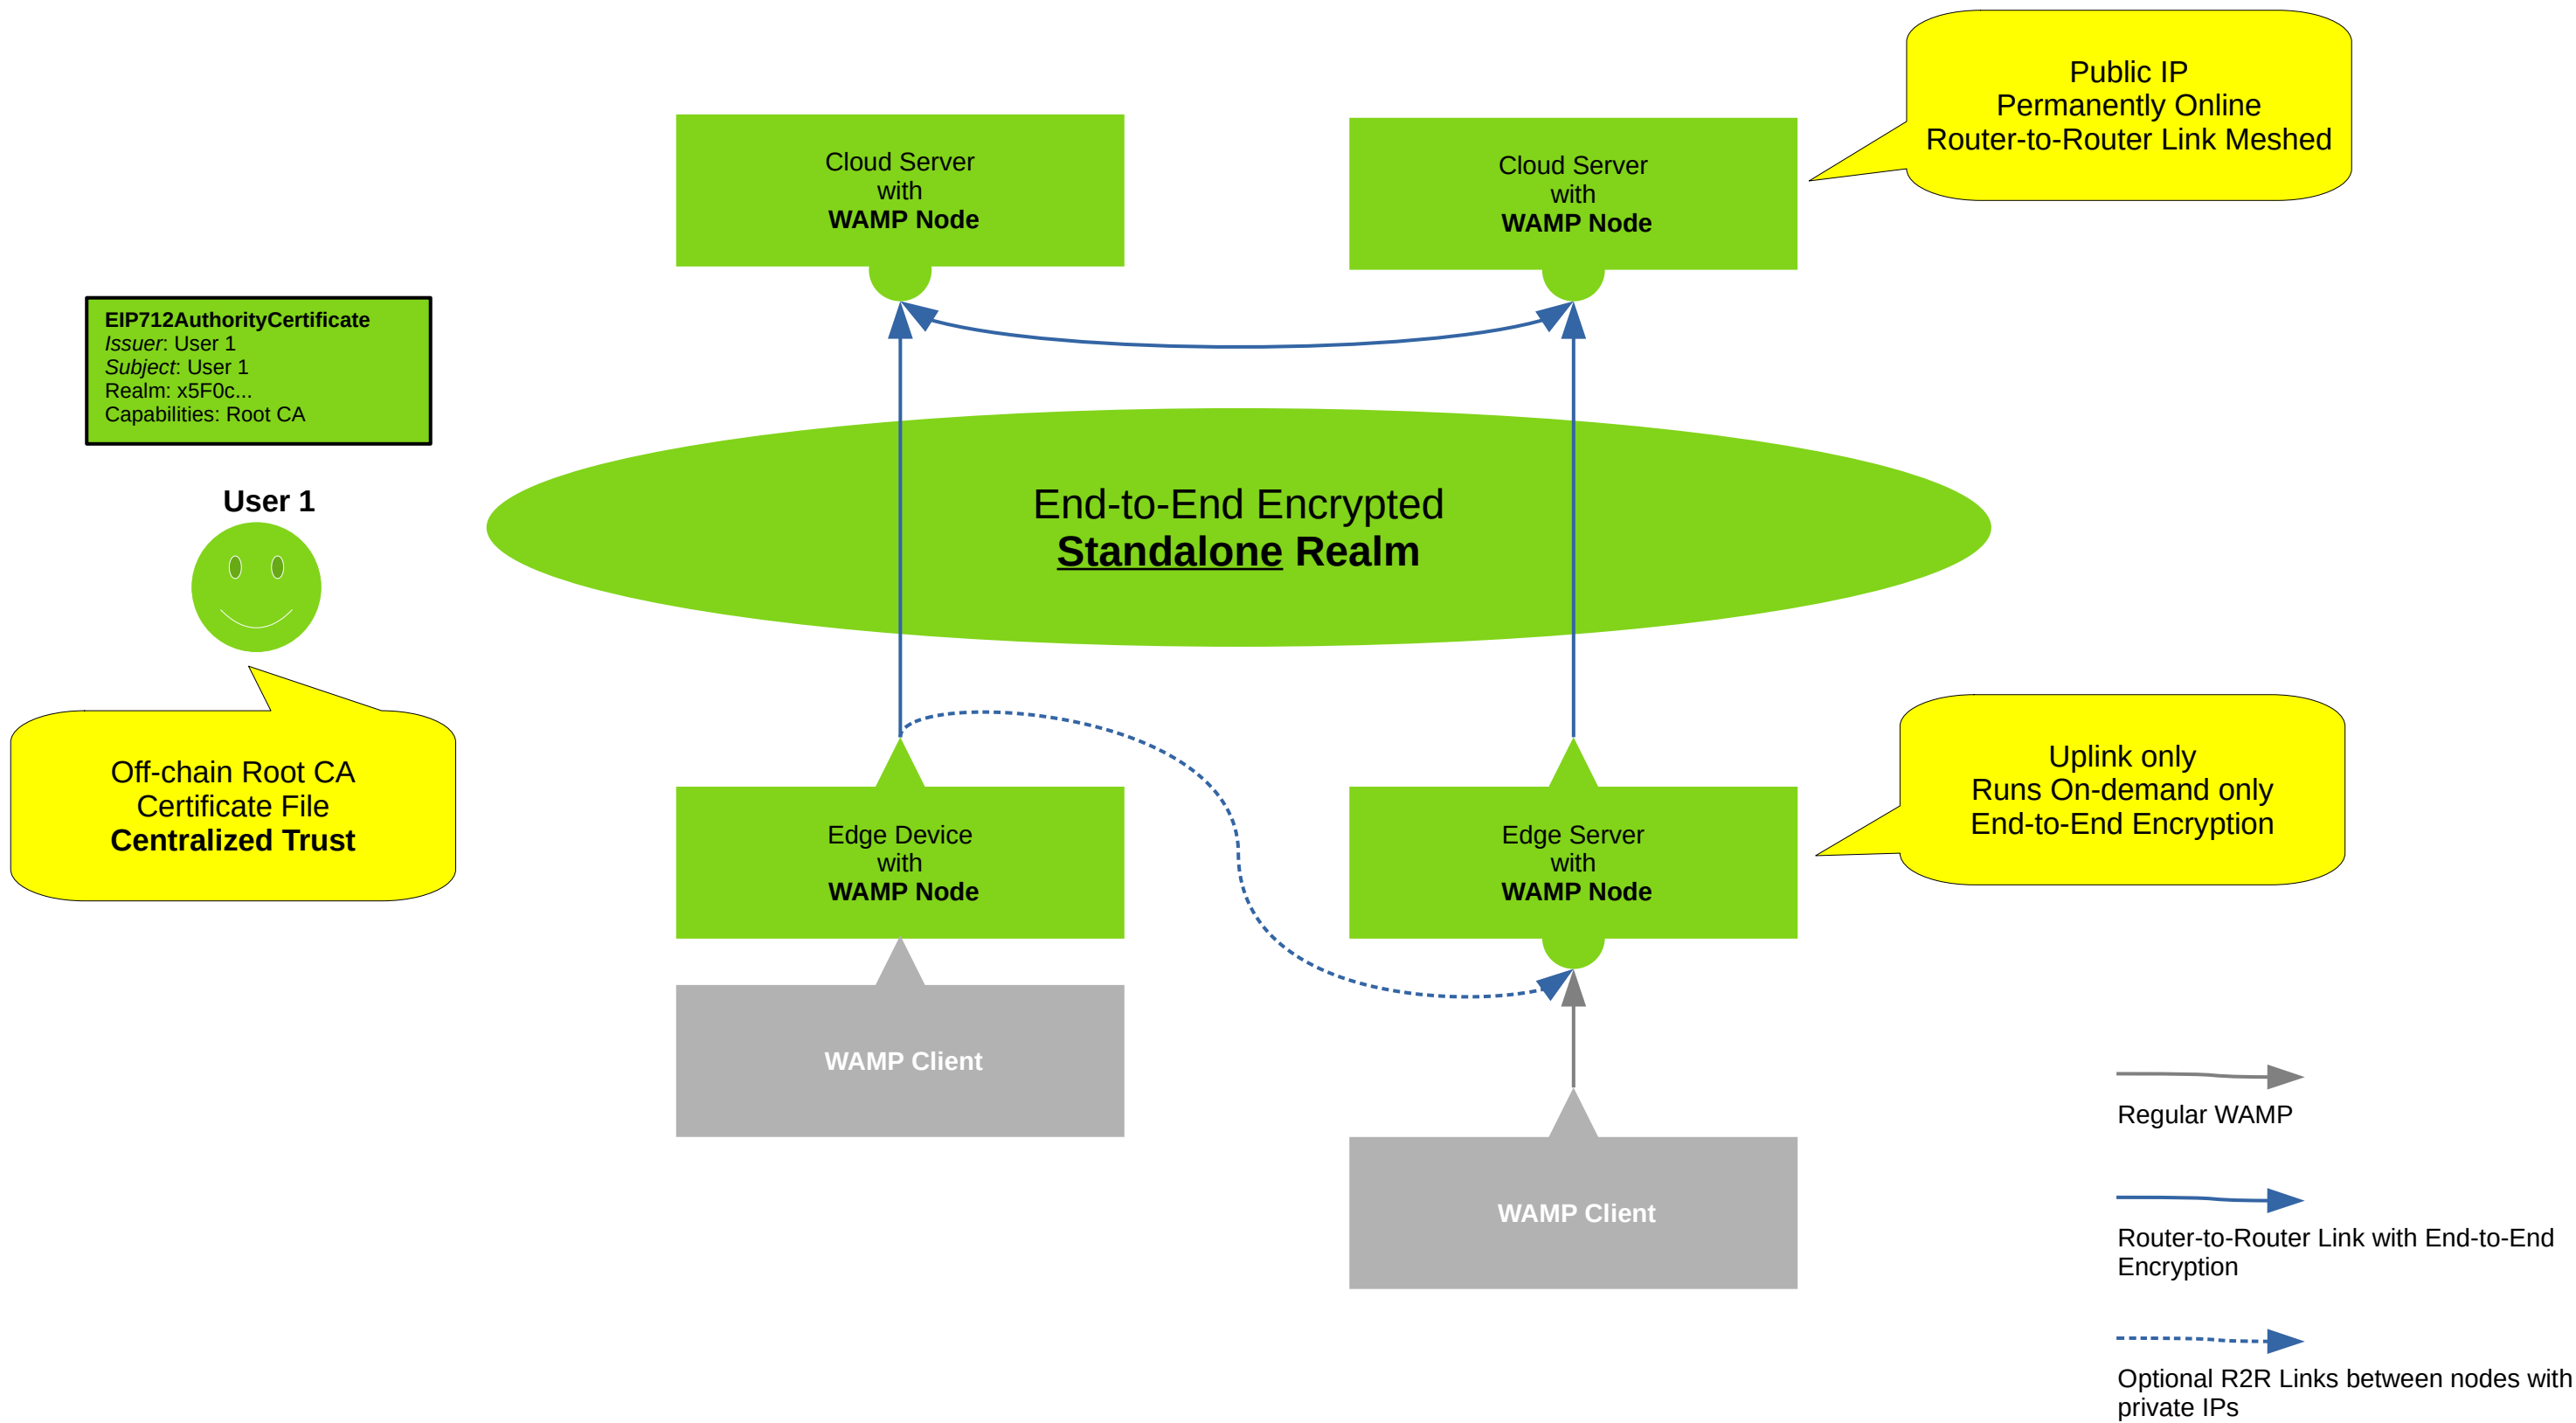 Public IP
Permanently Online
Router-to-Router Link Meshed
Cloud Server
with
WAMP Node
Cloud Server
with
WAMP Node
EIP712AuthorityCertificate
Issuer: User 1
Subject: User 1
Realm: x5F0c...
Capabilities: Root CA
User 1
End-to-End Encrypted
Standalone Realm
Off-chain Root CA
Certificate File
Centralized Trust
Edge Device
with
WAMP Node
Edge Server
with
WAMP Node
Uplink only
Runs On-demand only
End-to-End Encryption
WAMP Client
WAMP Client
Regular WAMP
Router-to-Router Link with End-to-End
Encryption
Optional R2R Links between nodes with
private IPs